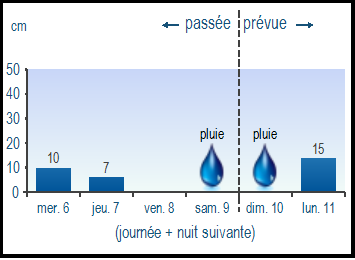 ← passée prévue →
cm
50
40
30
20
10
0
10
7
pluie
pluie
15
mer. 6 jeu. 7 ven. 8 sam. 9 dim. 10 lun. 11
(journée + nuit suivante)